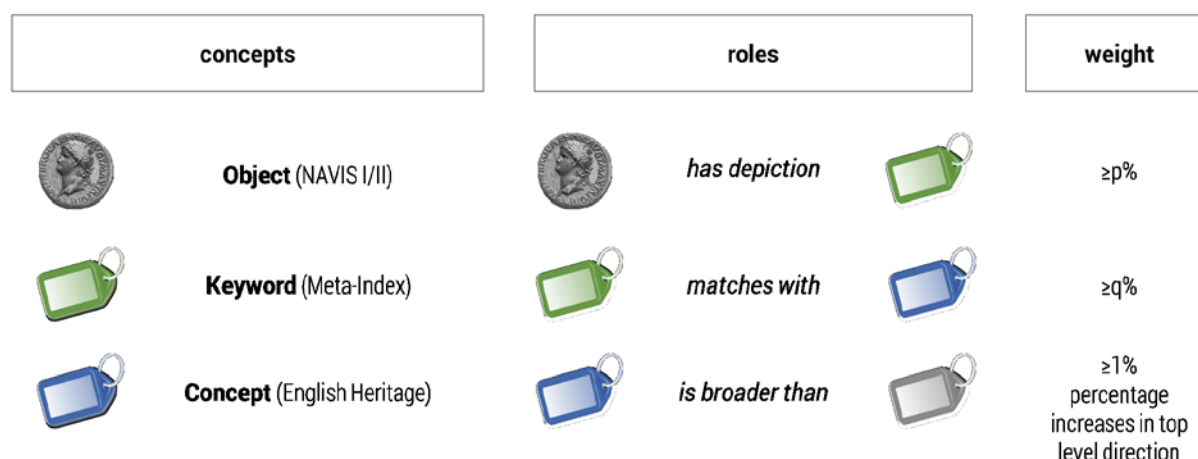 concepts roles weight
Object (NAVIS I/II) has depiction ≥p%
Keyword (Meta-Index) matches with ≥q%
Concept (English Heritage) is broader than ≥1%
percentage
increases in top
level direction